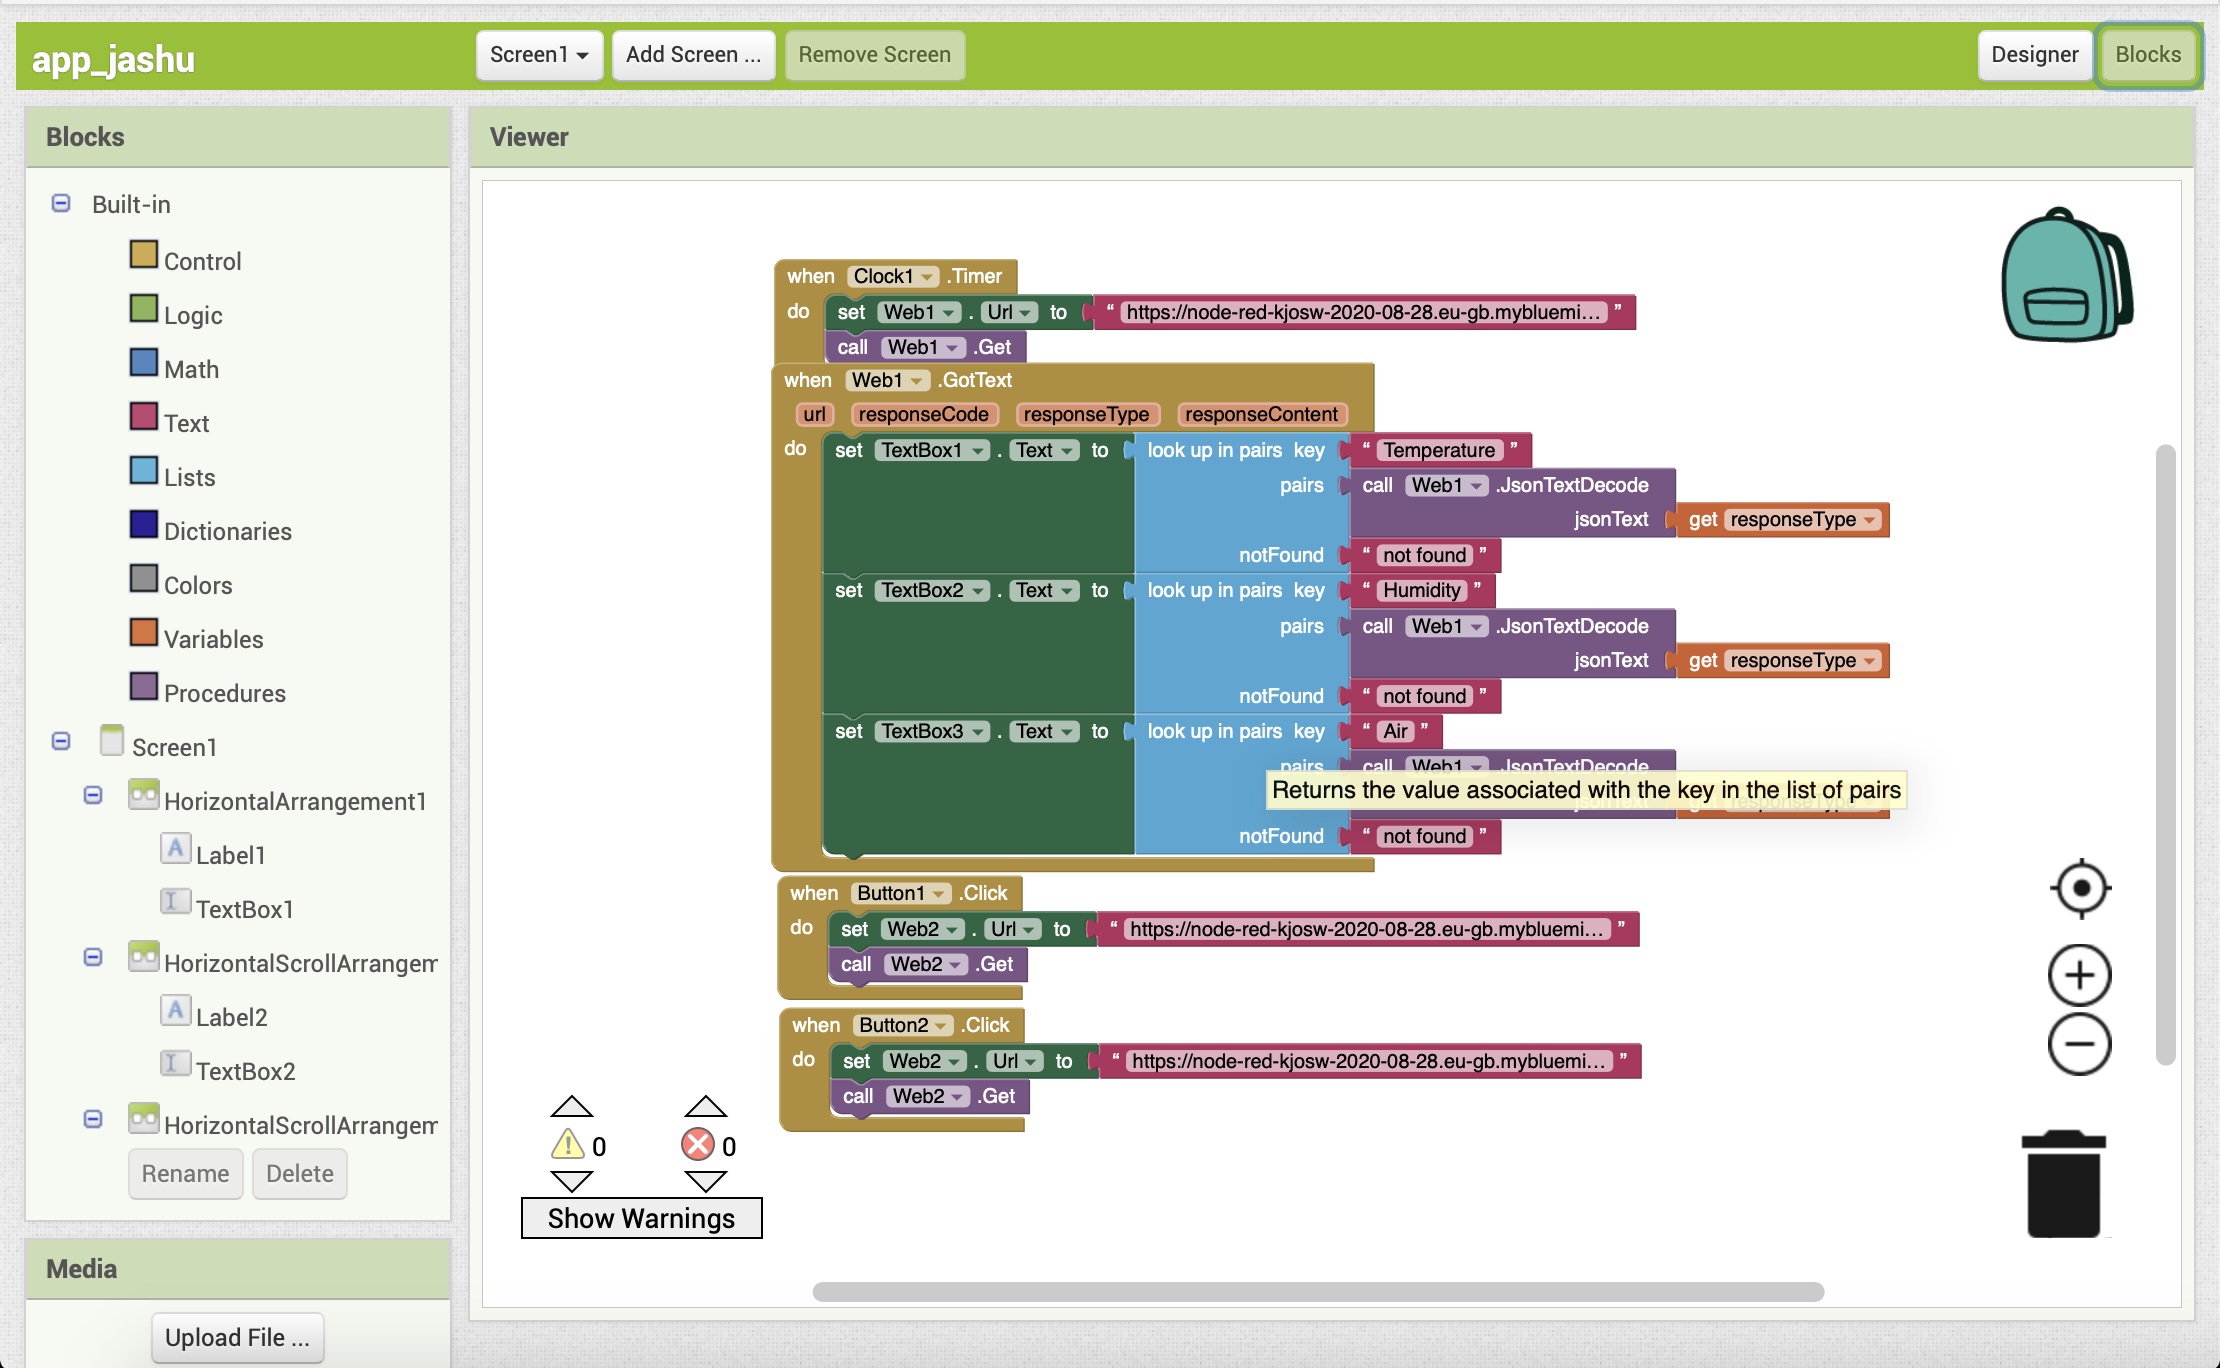 app_jashu
Screen1
Add Screen ...
Remove Screen
Designer
Blocks
Blocks
Built-in
Control
Logic
Math
Text
Lists
Dictionaries
Colors
Variables
Procedures
Screen1
HorizontalArrangement1
Label1
TextBox1
HorizontalScrollArrangem
Label2
TextBox2
HorizontalScrollArrangem
Rename Delete
Media
Upload File ...
Viewer
when Clock1 .Timer
do set Web1 . Url to “ https://node-red-kjosw-2020-08-28.eu-gb.mybluemi... ”
call Web1 .Get
when Web1 .GotText
url responseCode responseType responseContent
do set TextBox1 . Text to look up in pairs key “ Temperature ”
pairs call Web1 .JsonTextDecode
jsonText get responseType
notFound “ not found ”
set TextBox2 . Text to look up in pairs key “ Humidity ”
pairs call Web1 .JsonTextDecode
jsonText get responseType
notFound “ not found ”
set TextBox3 . Text to look up in pairs key “ Air ”
pairs call Web1 .JsonTextDecode
Returns the value associated with the key in the list of pairs
notFound “ not found ”
when Button1 .Click
do set Web2 . Url to “ https://node-red-kjosw-2020-08-28.eu-gb.mybluemi... ”
call Web2 .Get
when Button2 .Click
do set Web2 . Url to “ https://node-red-kjosw-2020-08-28.eu-gb.mybluemi... ”
call Web2 .Get
0 0
Show Warnings